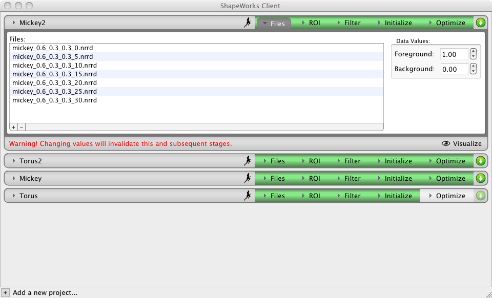 ShapeWorks Client
Mickey2 Files ROI Filter Initialize Optimize
Files:
mickey_0.6_0.3_0.3_0.nrrd
mickey_0.6_0.3_0.3_5.nrrd
mickey_0.6_0.3_0.3_10.nrrd
mickey_0.6_0.3_0.3_15.nrrd
mickey_0.6_0.3_0.3_20.nrrd
mickey_0.6_0.3_0.3_25.nrrd
mickey_0.6_0.3_0.3_30.nrrd
Data Values:
Foreground: 1.00
Background: 0.00
+ −
Warning! Changing values will invalidate this and subsequent stages. Visualize
Torus2 Files ROI Filter Initialize Optimize
Mickey Files ROI Filter Initialize Optimize
Torus Files ROI Filter Initialize Optimize
+ Add a new project...